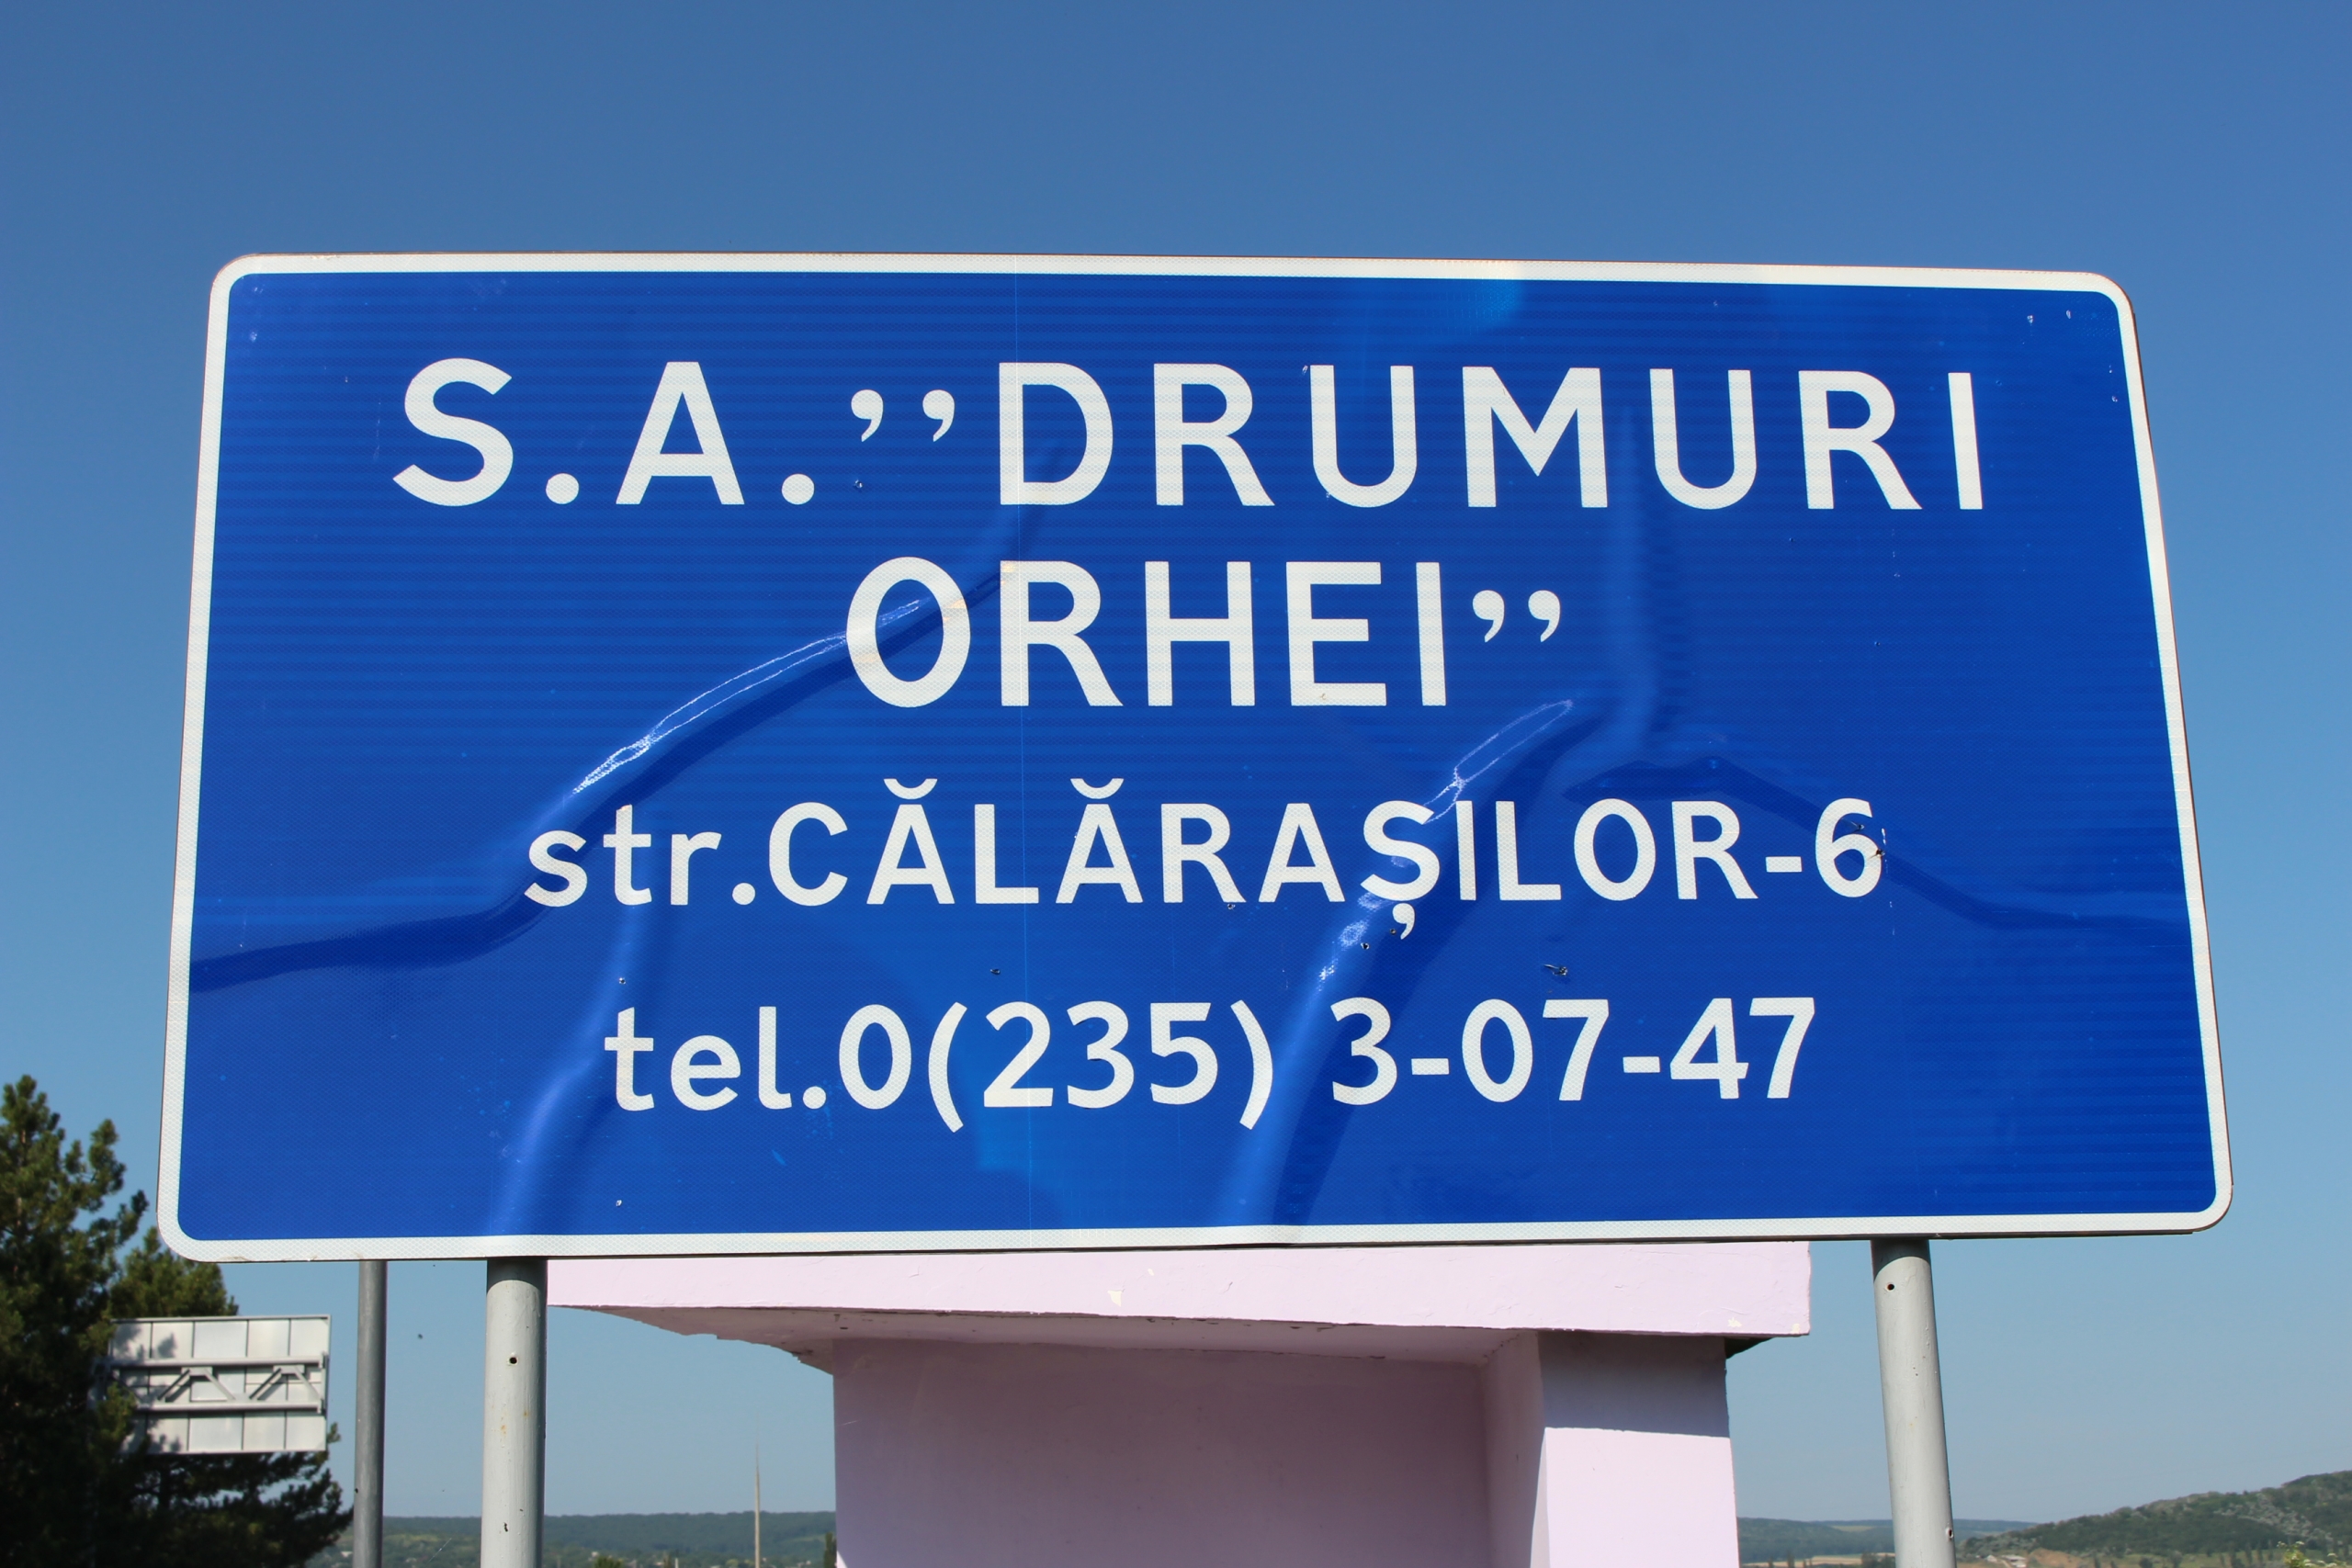 S.A.”DRUMURI
ORHEI”
str.CĂLĂRAȘILOR-6
tel.0(235) 3-07-47